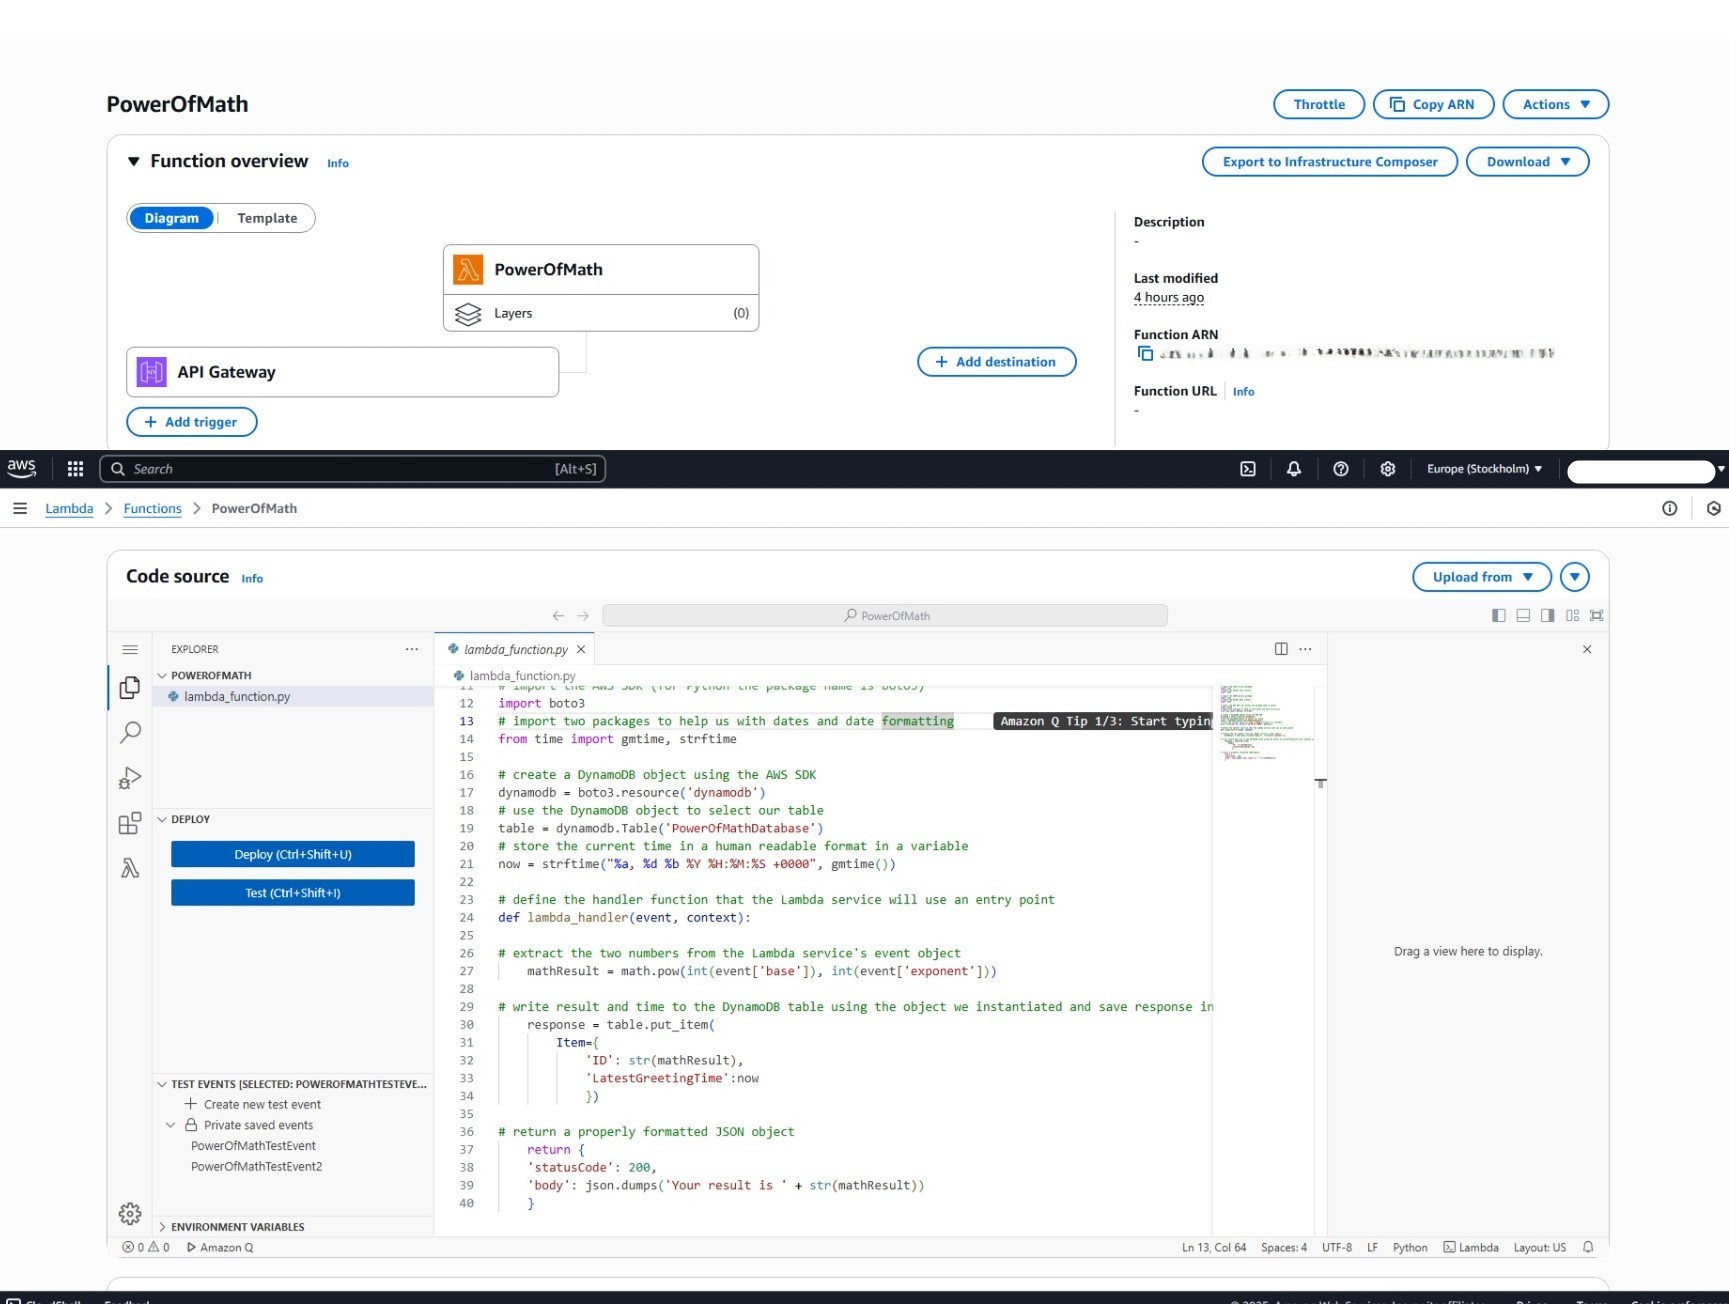 PowerOfMath
Throttle
Copy ARN
Actions
Function overview
Info
Export to Infrastructure Composer
Download
Diagram
Template
PowerOfMath
Layers
(0)
API Gateway
+ Add trigger
+ Add destination
Description
-
Last modified
4 hours ago
Function ARN
Function URL
Info
-
aws
Search
[Alt+S]
Europe (Stockholm)
Lambda > Functions > PowerOfMath
Code source
Info
Upload from
PowerOfMath
EXPLORER
POWEROFMATH
lambda_function.py
DEPLOY
Deploy (Ctrl+Shift+U)
Test (Ctrl+Shift+I)
TEST EVENTS [SELECTED: POWEROFMATHTESTEVE...
Create new test event
Private saved events
PowerOfMathTestEvent
PowerOfMathTestEvent2
ENVIRONMENT VARIABLES
lambda_function.py
lambda_function.py
11 # import the AWS SDK (for Python the package name is boto3)
12 import boto3
13 # import two packages to help us with dates and date formatting
Amazon Q Tip 1/3: Start typin
14 from time import gmtime, strftime
15
16 # create a DynamoDB object using the AWS SDK
17 dynamodb = boto3.resource('dynamodb')
18 # use the DynamoDB object to select our table
19 table = dynamodb.Table('PowerOfMathDatabase')
20 # store the current time in a human readable format in a variable
21 now = strftime("%a, %d %b %Y %H:%M:%S +0000", gmtime())
22
23 # define the handler function that the Lambda service will use an entry point
24 def lambda_handler(event, context):
25
26 # extract the two numbers from the Lambda service's event object
27 mathResult = math.pow(int(event['base']), int(event['exponent']))
28
29 # write result and time to the DynamoDB table using the object we instantiated and save response in
30 response = table.put_item(
31 Item={
32 'ID': str(mathResult),
33 'LatestGreetingTime':now
34 })
35
36 # return a properly formatted JSON object
37 return {
38 'statusCode': 200,
39 'body': json.dumps('Your result is ' + str(mathResult))
40 }
Drag a view here to display.
0
0
Amazon Q
Ln 13, Col 64
Spaces: 4
UTF-8
LF
Python
Lambda
Layout: US